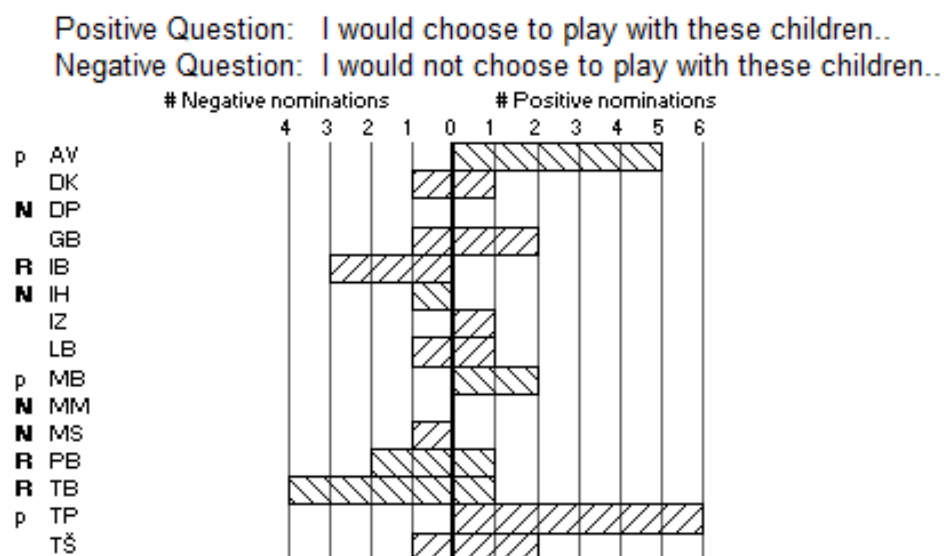 Positive Question: I would choose to play with these children..
Negative Question: I would not choose to play with these children..
# Negative nominations # Positive nominations
4 3 2 1 0 1 2 3 4 5 6
p AV
DK
N DP
GB
R IB
N IH
IZ
LB
p MB
N MM
N MS
R PB
R TB
p TP
TŠ